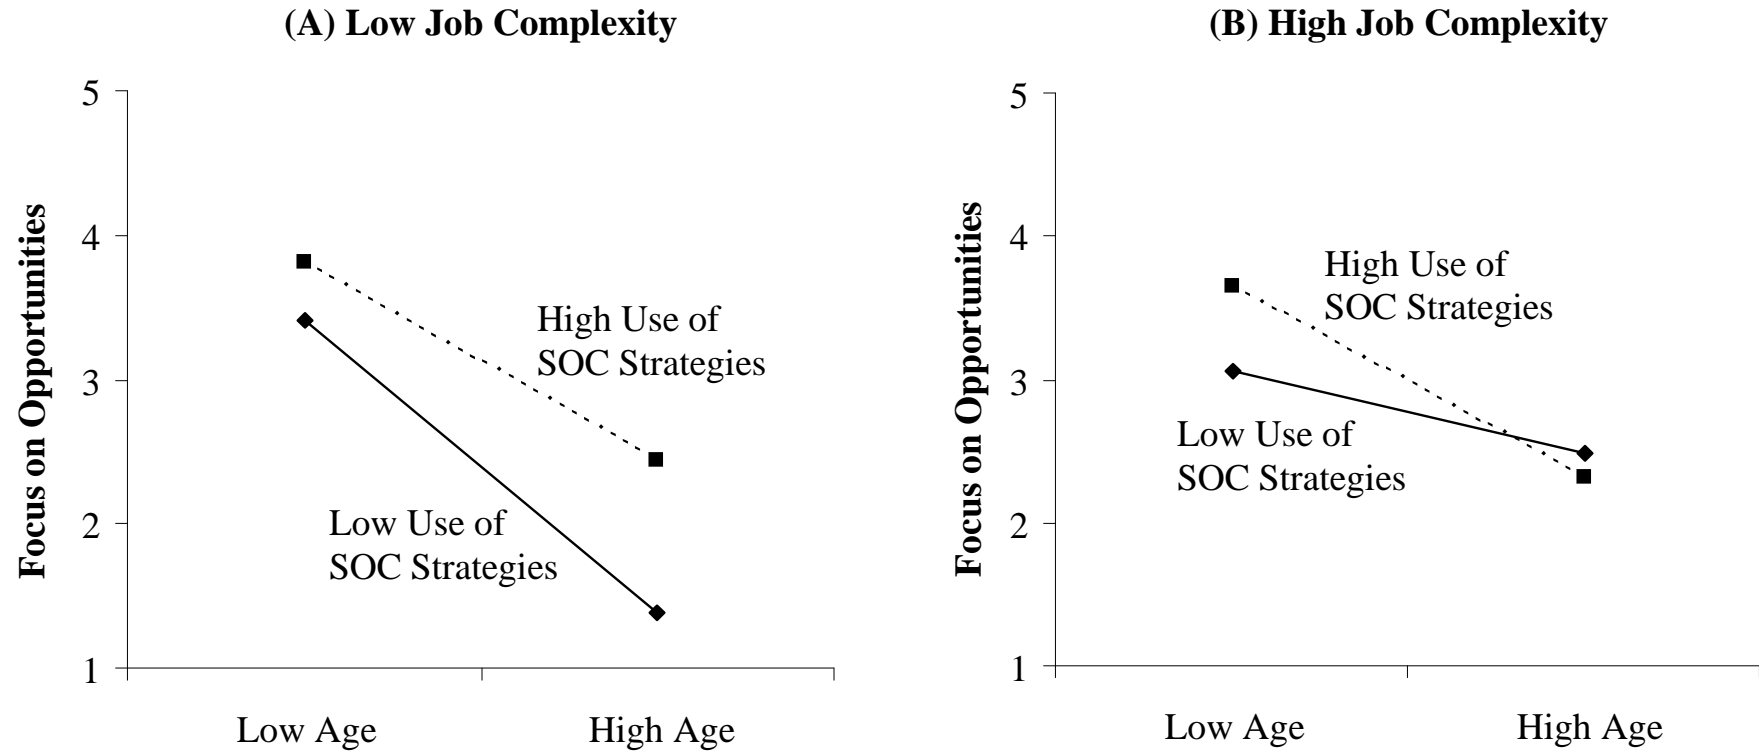 (A) Low Job Complexity
Focus on Opportunities
5
4
3
2
1
High Use of
SOC Strategies
Low Use of
SOC Strategies
Low Age
High Age
(B) High Job Complexity
Focus on Opportunities
5
4
3
2
1
High Use of
SOC Strategies
Low Use of
SOC Strategies
Low Age
High Age